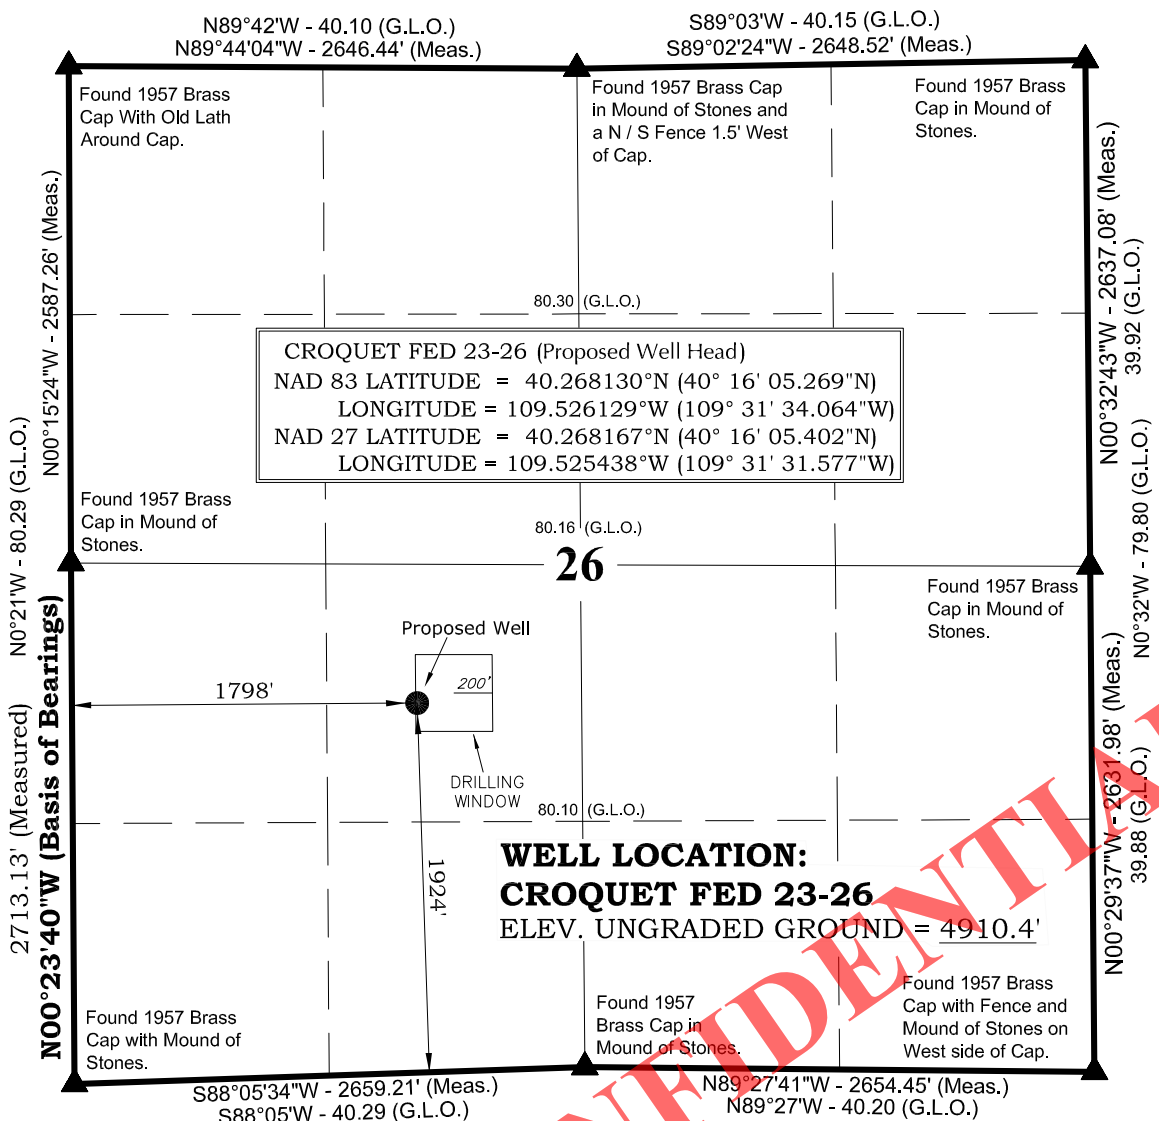 N89°42'W - 40.10 (G.L.O.)
N89°44'04"W - 2646.44' (Meas.)
S89°03'W - 40.15 (G.L.O.)
S89°02'24"W - 2648.52' (Meas.)
Found 1957 Brass
Cap With Old Lath
Around Cap.
Found 1957 Brass Cap
in Mound of Stones and
a N / S Fence 1.5' West
of Cap.
Found 1957 Brass
Cap in Mound of
Stones.
N00°15'24"W - 2587.26' (Meas.)
N00°32'43"W - 2637.08' (Meas.)
39.92 (G.L.O.)
80.30 (G.L.O.)
CROQUET FED 23-26 (Proposed Well Head)
NAD 83 LATITUDE = 40.268130°N (40° 16' 05.269"N)
LONGITUDE = 109.526129°W (109° 31' 34.064"W)
NAD 27 LATITUDE = 40.268167°N (40° 16' 05.402"N)
LONGITUDE = 109.525438°W (109° 31' 31.577"W)
N0°21'W - 80.29 (G.L.O.)
N0°32'W - 79.80 (G.L.O.)
Found 1957 Brass
Cap in Mound of
Stones.
80.16 (G.L.O.)
26
Found 1957 Brass
Cap in Mound of
Stones.
Proposed Well
200'
1798'
DRILLING
WINDOW
2713.13' (Measured)
N00°23'40"W (Basis of Bearings)
N00°29'37"W - 2631.98' (Meas.)
39.88 (G.L.O.)
80.10 (G.L.O.)
1924'
WELL LOCATION:
CROQUET FED 23-26
ELEV. UNGRADED GROUND = 4910.4'
Found 1957 Brass
Cap with Mound of
Stones.
Found 1957
Brass Cap in
Mound of Stones.
Found 1957 Brass
Cap with Fence and
Mound of Stones on
West side of Cap.
S88°05'34"W - 2659.21' (Meas.)
S88°05'W - 40.29 (G.L.O.)
N89°27'41"W - 2654.45' (Meas.)
N89°27'W - 40.20 (G.L.O.)
NFIDENTIA